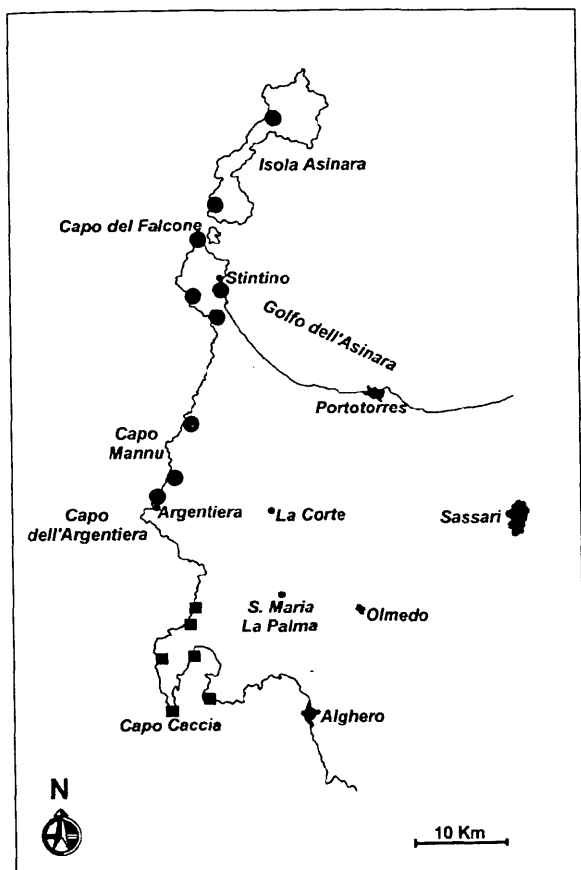 Isola Asinara
Capo del Falcone
Stintino
Golfo dell'Asinara
Portotorres
Capo
Mannu
Argentiera
La Corte
Sassari
Capo
dell'Argentiera
S. Maria
La Palma
Olmedo
Alghero
Capo Caccia
N
10 Km